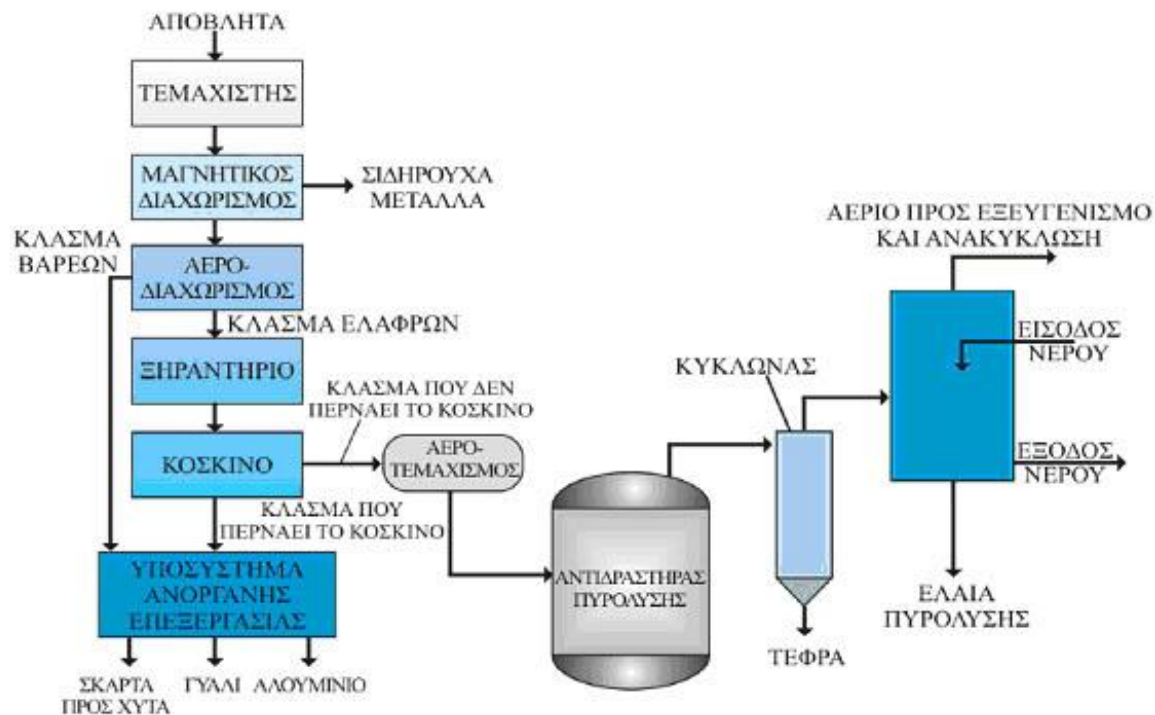 ΑΠΟΒΛΗΤΑ
ΤΕΜΑΧΙΣΤΗΣ
ΜΑΓΝΗΤΙΚΟΣ
ΔΙΑΧΩΡΙΣΜΟΣ
ΣΙΔΗΡΟΥΧΑ
ΜΕΤΑΛΛΑ
ΚΛΑΣΜΑ
ΒΑΡΕΩΝ
ΑΕΡΟ-
ΔΙΑΧΩΡΙΣΜΟΣ
ΚΛΑΣΜΑ ΕΛΑΦΡΩΝ
ΞΗΡΑΝΤΗΡΙΟ
ΚΛΑΣΜΑ ΠΟΥ ΔΕΝ
ΠΕΡΝΑΕΙ ΤΟ ΚΟΣΚΙΝΟ
ΚΟΣΚΙΝΟ
ΑΕΡΟ-
ΤΕΜΑΧΙΣΜΟΣ
ΚΛΑΣΜΑ ΠΟΥ
ΠΕΡΝΑΕΙ ΤΟ ΚΟΣΚΙΝΟ
ΥΠΟΣΥΣΤΗΜΑ
ΑΝΟΡΓΑΝΗΣ
ΕΠΕΞΕΡΓΑΣΙΑΣ
ΣΚΑΡΤΑ
ΠΡΟΣ ΧΥΤΑ
ΓΥΑΛΙ
ΑΛΟΥΜΙΝΙΟ
ΑΝΤΙΔΡΑΣΤΗΡΑΣ
ΠΥΡΟΛΥΣΗΣ
ΚΥΚΛΩΝΑΣ
ΤΕΦΡΑ
ΑΕΡΙΟ ΠΡΟΣ ΕΞΕΥΓΕΝΙΣΜΟ
ΚΑΙ ΑΝΑΚΥΚΛΩΣΗ
ΕΙΣΟΔΟΣ
ΝΕΡΟΥ
ΕΞΟΔΟΣ
ΝΕΡΟΥ
ΕΛΑΙΑ
ΠΥΡΟΛΥΣΗΣ